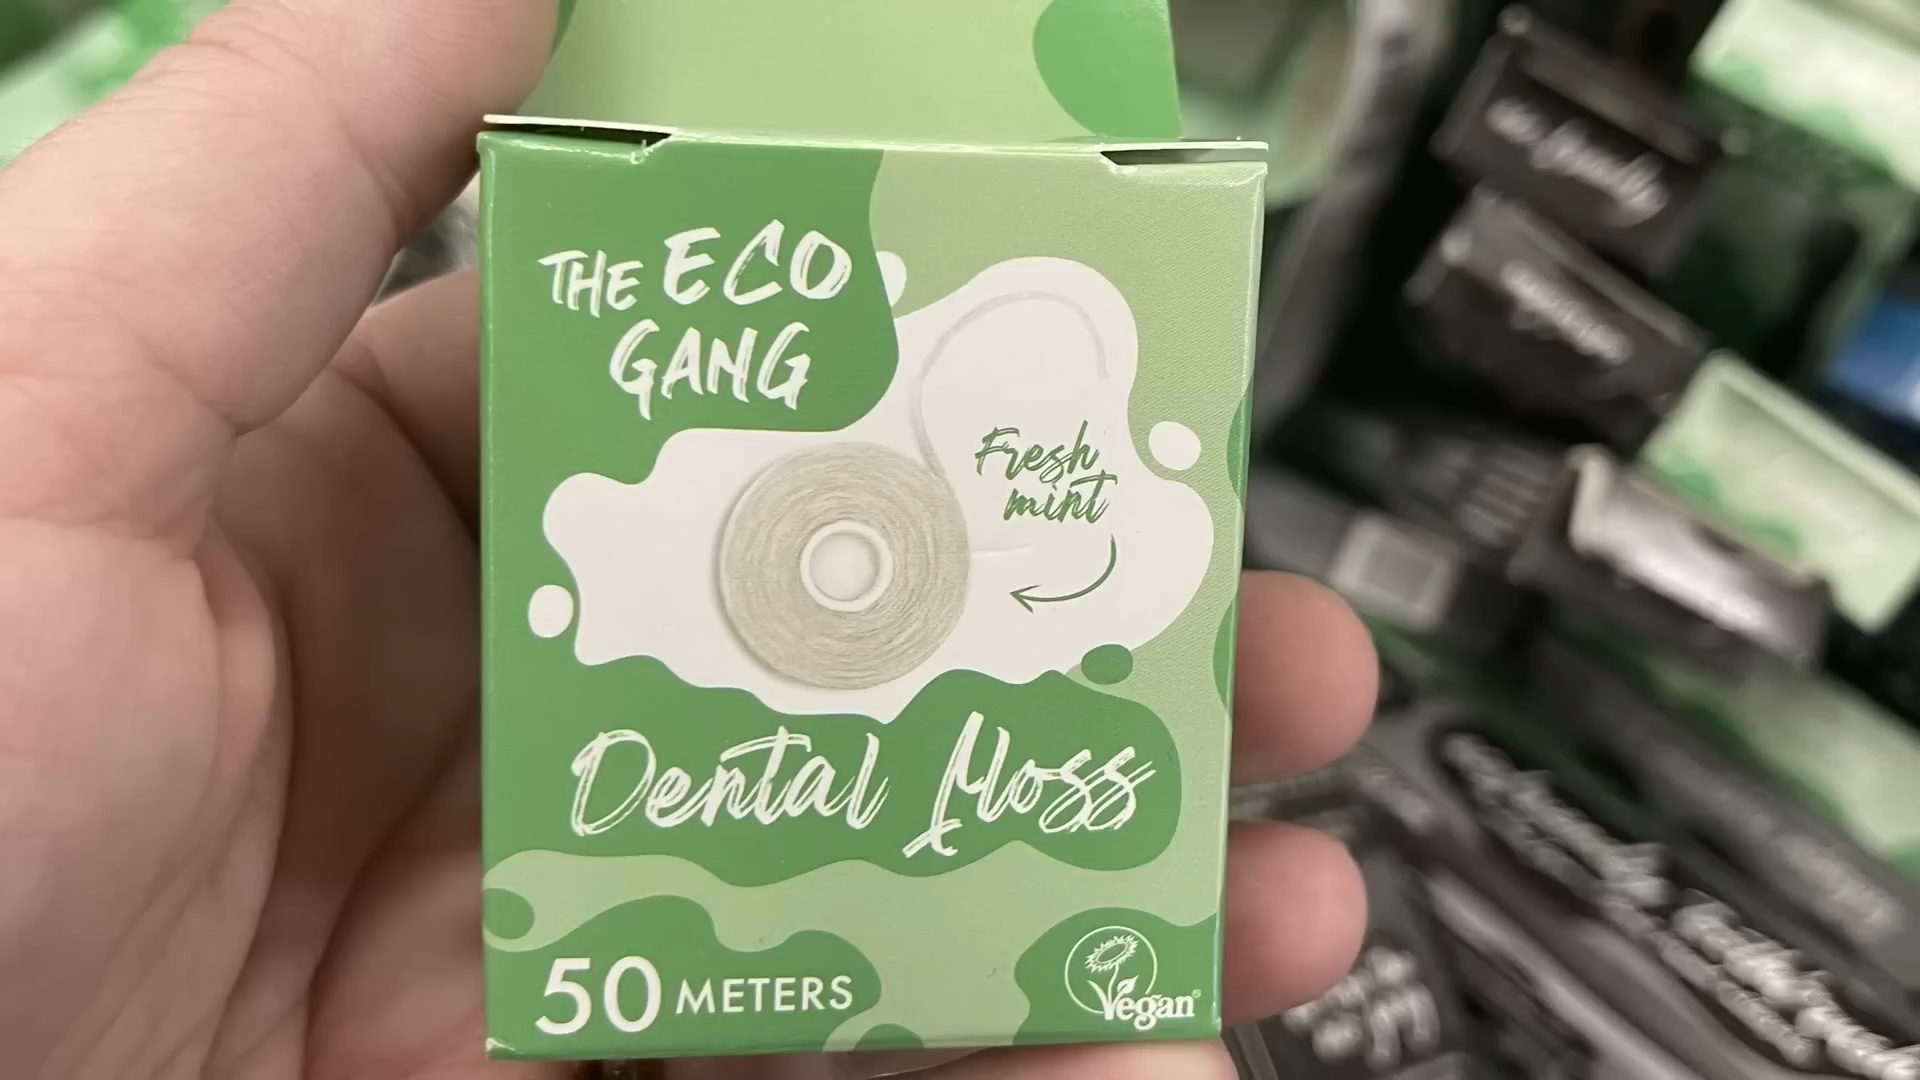 THE ECO
GANG
Fresh
mint
Dental Floss
50 METERS
Vegan